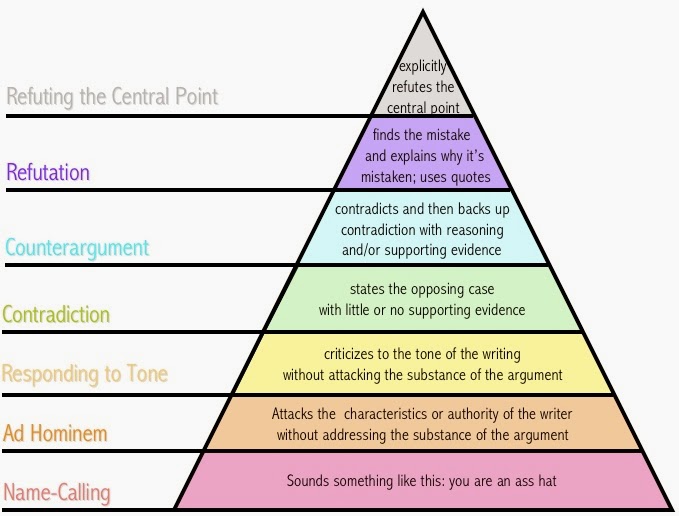 explicitly
refutes the
central point
Refuting the Central Point
finds the mistake
and explains why it's
mistaken; uses quotes
Refutation
contradicts and then backs up
contradiction with reasoning
and/or supporting evidence
Counterargument
states the opposing case
with little or no supporting evidence
Contradiction
criticizes to the tone of the writing
without attacking the substance of the argument
Responding to Tone
Attacks the characteristics or authority of the writer
without addressing the substance of the argument
Ad Hominem
Sounds something like this: you are an ass hat
Name-Calling